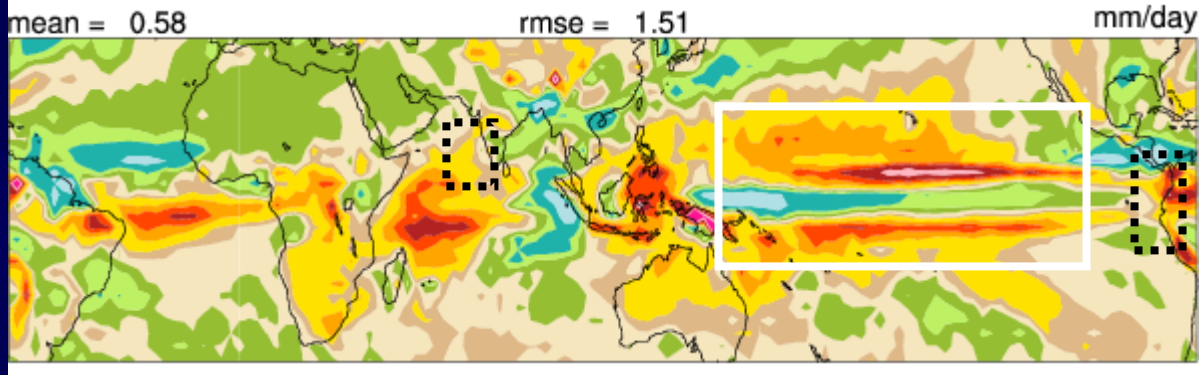 mean = 0.58 rmse = 1.51 mm/day